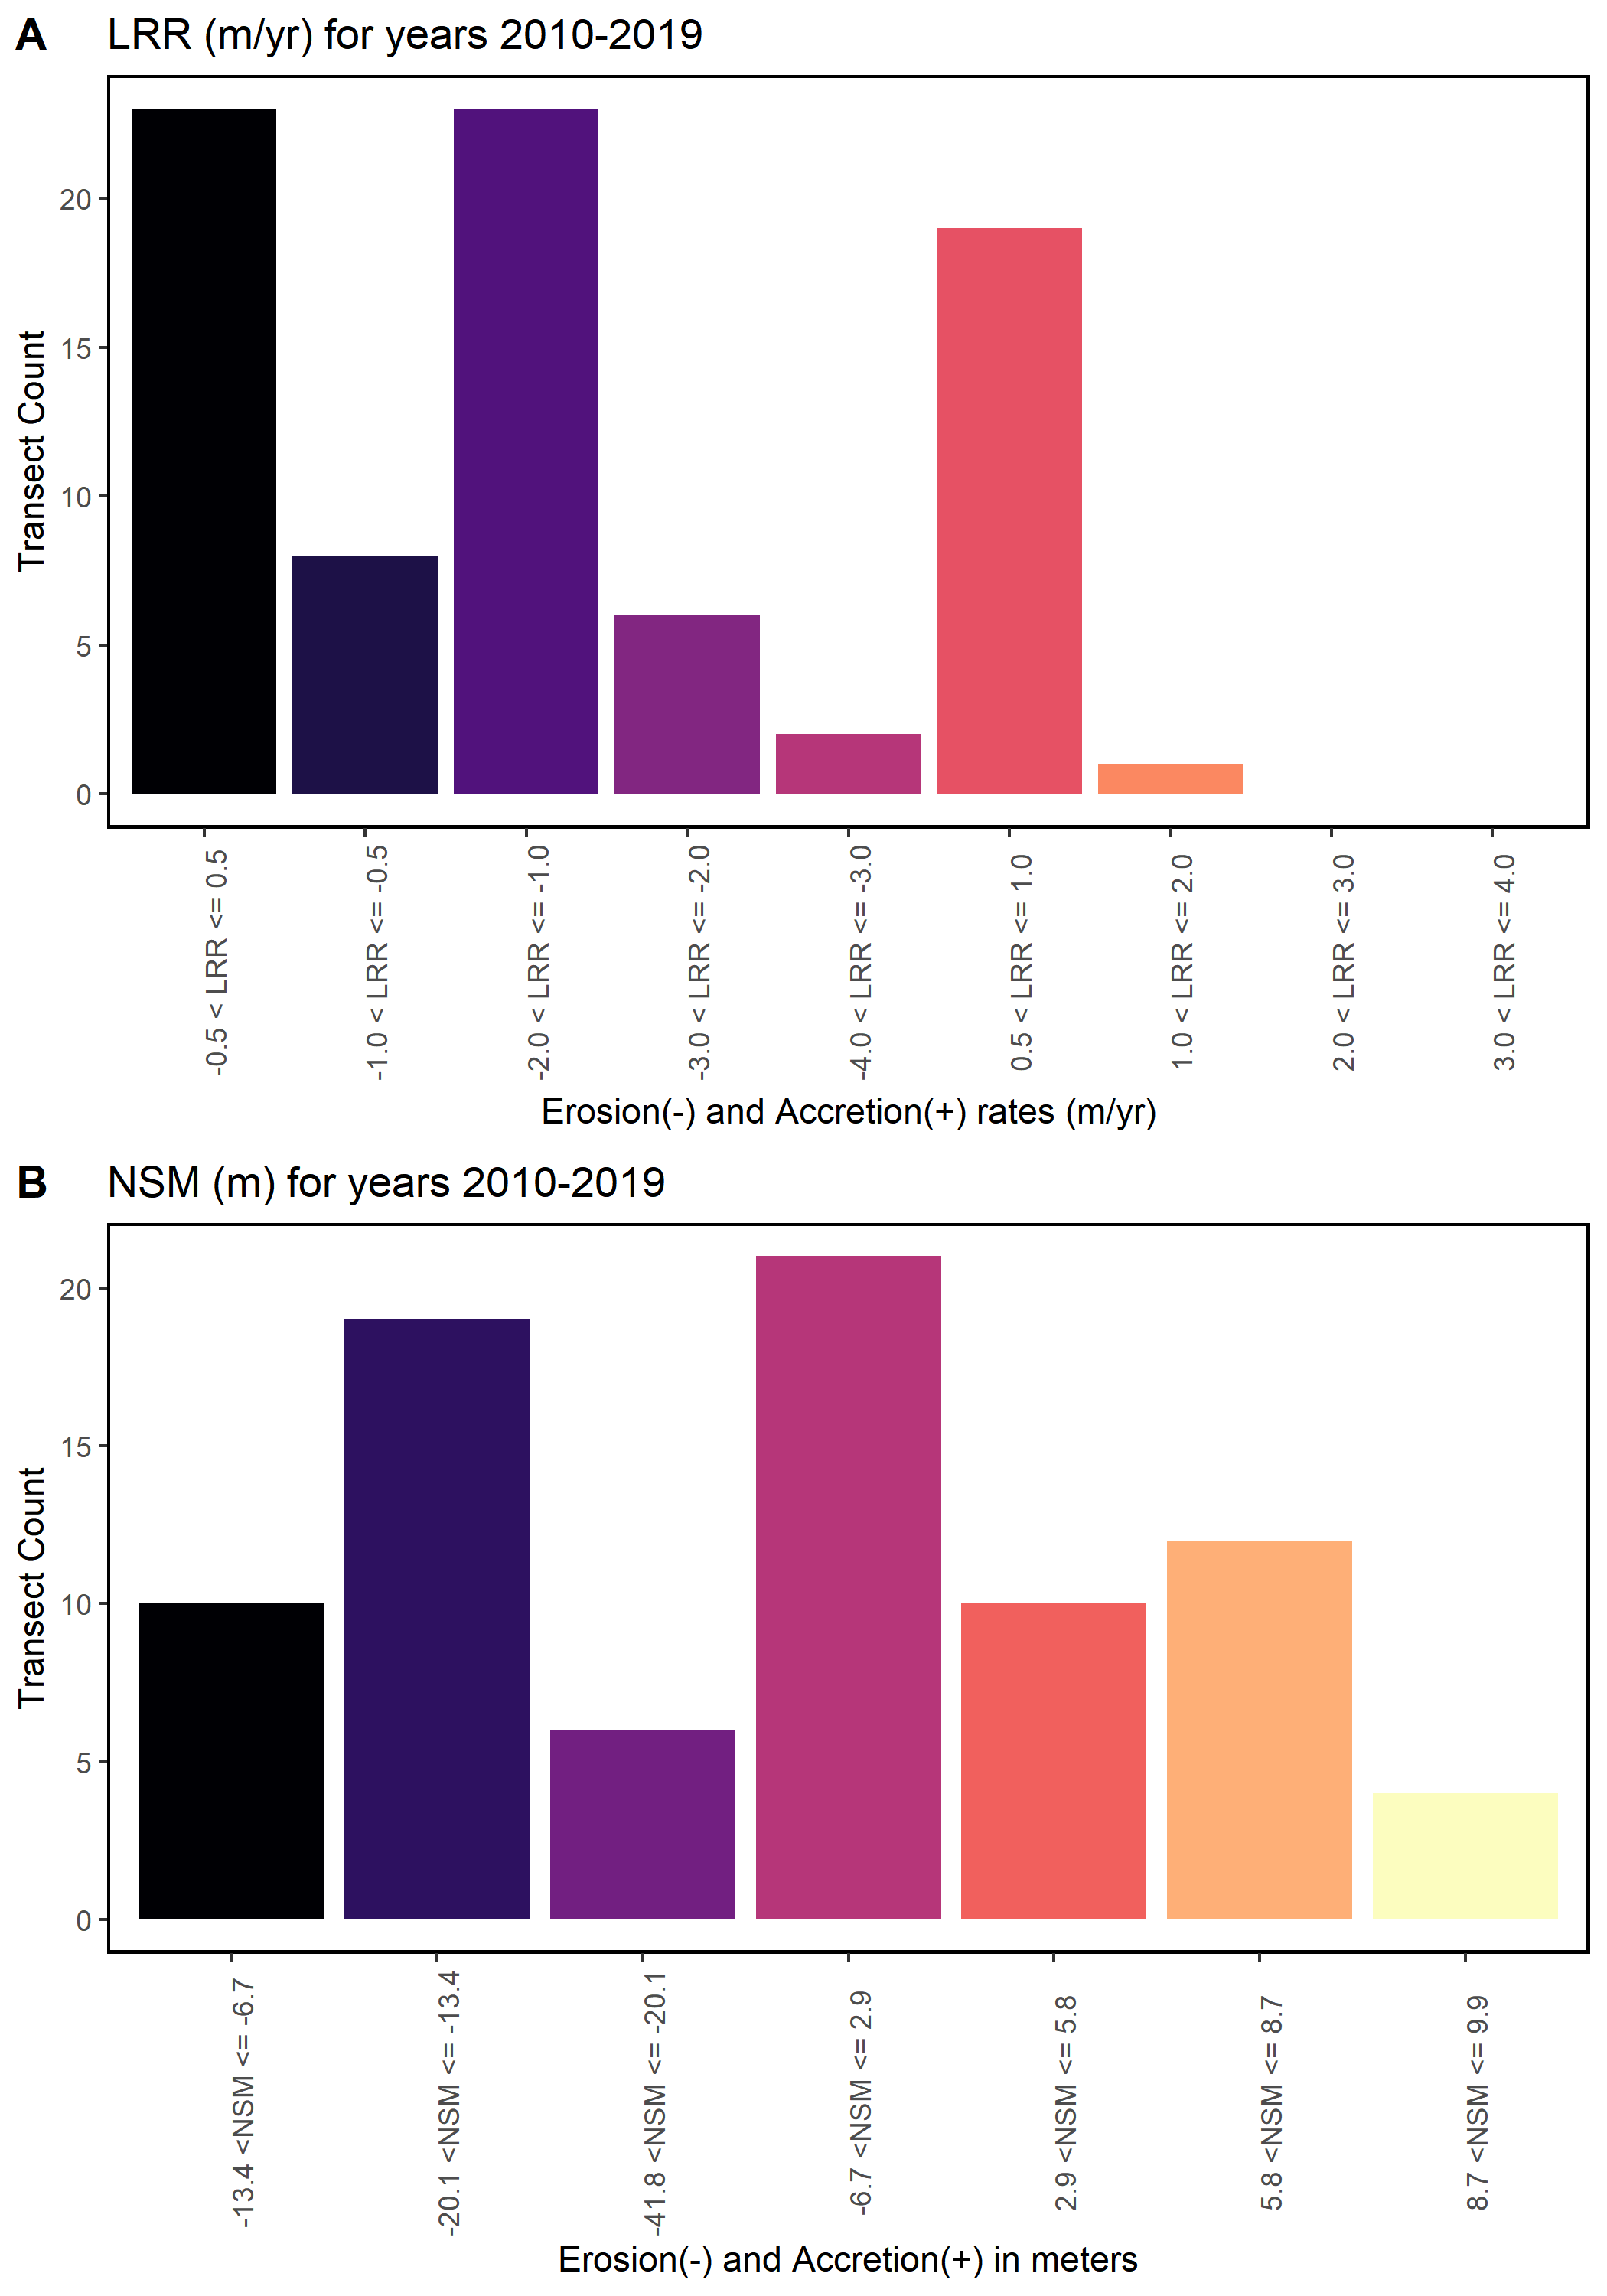 A LRR (m/yr) for years 2010-2019
Transect Count
20
15
10
5
0
-0.5 < LRR <= 0.5
-1.0 < LRR <= -0.5
-2.0 < LRR <= -1.0
-3.0 < LRR <= -2.0
-4.0 < LRR <= -3.0
0.5 < LRR <= 1.0
1.0 < LRR <= 2.0
2.0 < LRR <= 3.0
3.0 < LRR <= 4.0
Erosion(-) and Accretion(+) rates (m/yr)
B NSM (m) for years 2010-2019
Transect Count
20
15
10
5
0
-13.4 <NSM <= -6.7
-20.1 <NSM <= -13.4
-41.8 <NSM <= -20.1
-6.7 <NSM <= 2.9
2.9 <NSM <= 5.8
5.8 <NSM <= 8.7
8.7 <NSM <= 9.9
Erosion(-) and Accretion(+) in meters